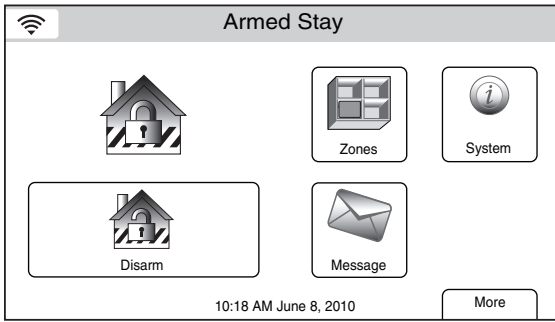 Armed Stay
Zones
System
Disarm
Message
10:18 AM June 8, 2010
More